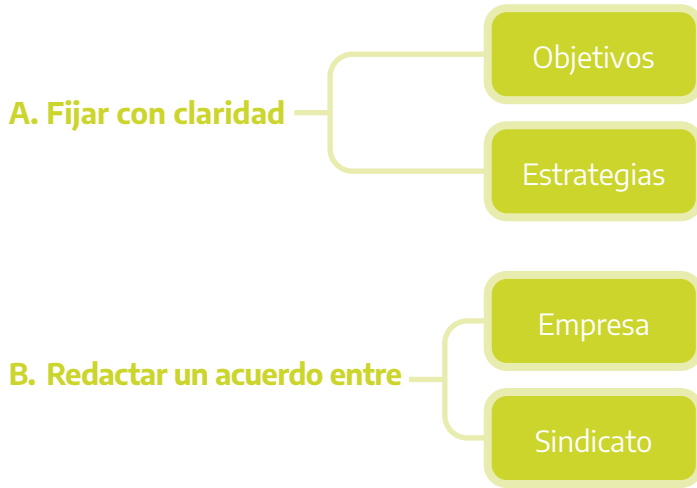 A. Fijar con claridad
Objetivos
Estrategias
B. Redactar un acuerdo entre
Empresa
Sindicato